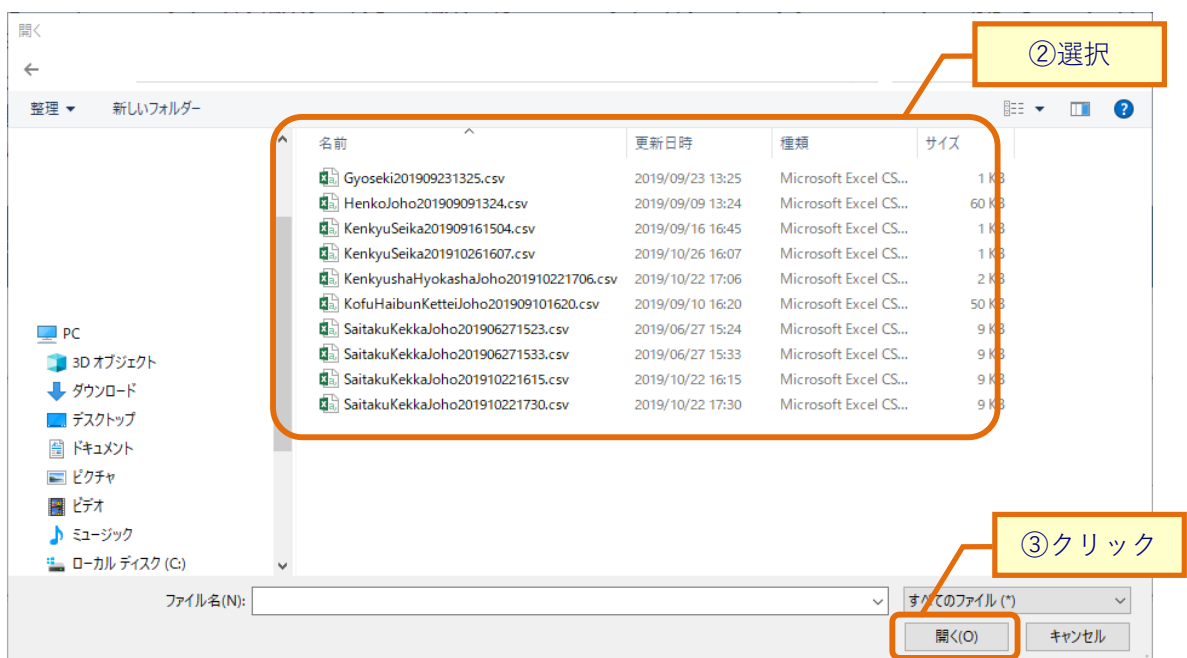 開く
②選択
←
整理 新しいフォルダー ?
名前 更新日時 種類 サイズ
Gyoseki201909231325.csv 2019/09/23 13:25 Microsoft Excel CS... 1 KB
HenkoJoho201909091324.csv 2019/09/09 13:24 Microsoft Excel CS... 60 KB
KenkyuSeika201909161504.csv 2019/09/16 16:45 Microsoft Excel CS... 1 KB
KenkyuSeika201910261607.csv 2019/10/26 16:07 Microsoft Excel CS... 1 KB
KenkyushaHyokashaJoho201910221706.csv 2019/10/22 17:06 Microsoft Excel CS... 2 KB
KofuHaibunKetteiJoho201909101620.csv 2019/09/10 16:20 Microsoft Excel CS... 50 KB
SaitakuKekkaJoho201906271523.csv 2019/06/27 15:24 Microsoft Excel CS... 9 KB
SaitakuKekkaJoho201906271533.csv 2019/06/27 15:33 Microsoft Excel CS... 9 KB
SaitakuKekkaJoho201910221615.csv 2019/10/22 16:15 Microsoft Excel CS... 9 KB
SaitakuKekkaJoho201910221730.csv 2019/10/22 17:30 Microsoft Excel CS... 9 KB
PC
3D オブジェクト
ダウンロード
デスクトップ
ドキュメント
ピクチャ
ビデオ
ミュージック
ローカル ディスク (C:)
③クリック
ファイル名(N): すべてのファイル (*)
開く(O) キャンセル